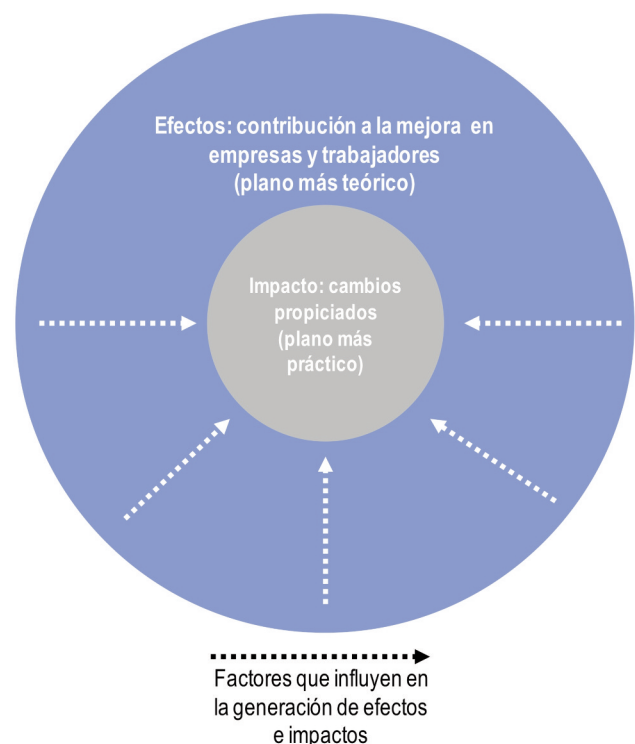 Efectos: contribución a la mejora en
empresas y trabajadores
(plano más teórico)
Impacto: cambios
propiciados
(plano más
práctico)
Factores que influyen en
la generación de efectos
e impactos